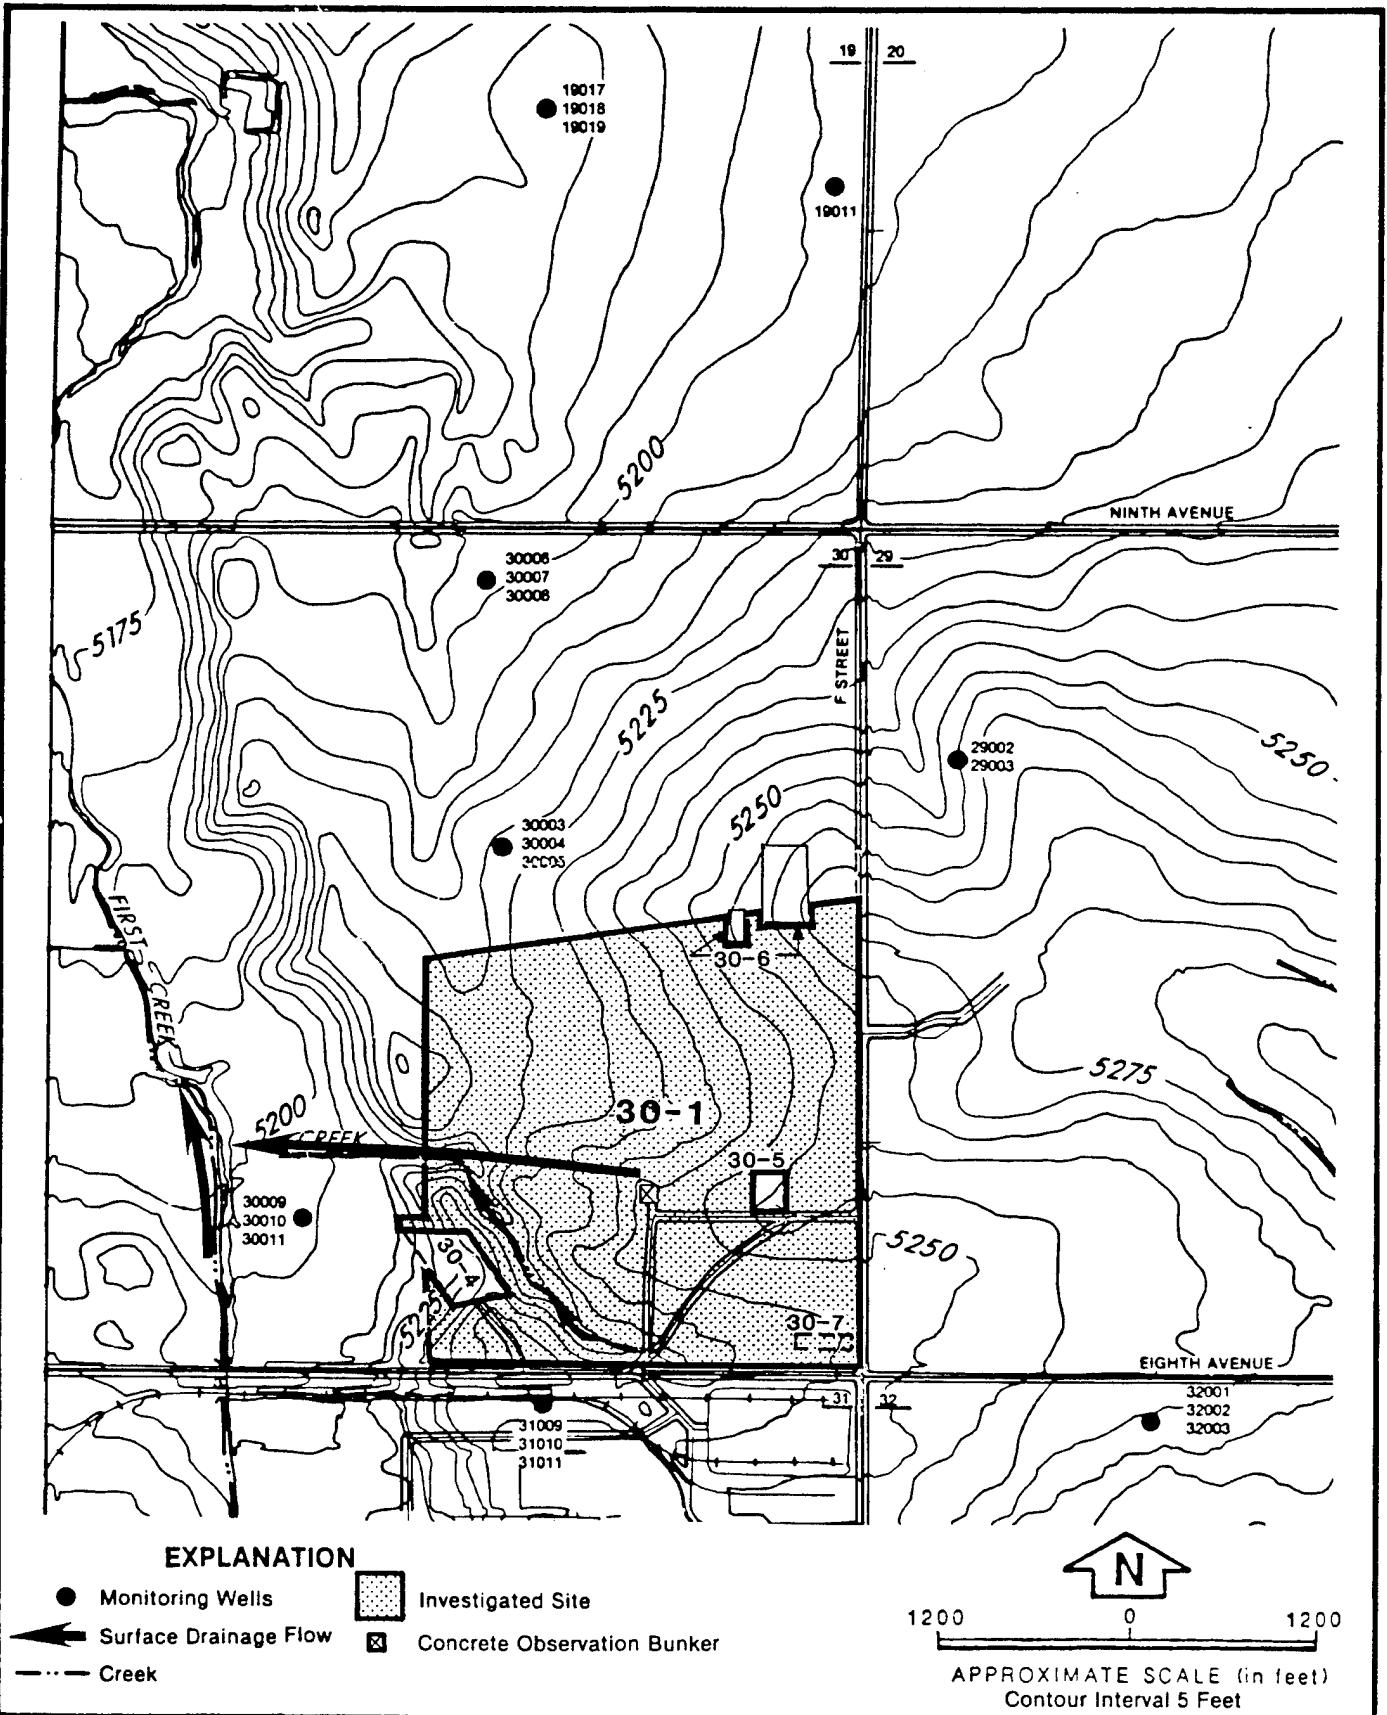 19 20
19017
19018
19019
19011
5200
NINTH AVENUE
30 29
30006
30007
30008
5175
F STREET
5225
29002
29003
5250
5250
30003
30004
30005
FIRST CREEK
30-6
5275
30-1
5200
CREEK
30-5
30009
30010
30011
30-4
5250
5225
30-7
EIGHTH AVENUE
31 32
32001
32002
32003
31009
31010
31011
EXPLANATION
Monitoring Wells
Investigated Site
Surface Drainage Flow
Concrete Observation Bunker
Creek
N
1200 0 1200
APPROXIMATE SCALE (in feet)
Contour Interval 5 Feet